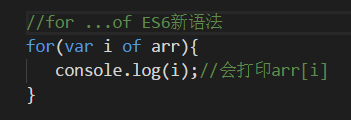 //for ...of ES6新语法
for(var i of arr){
console.log(i);//会打印arr[i]
}